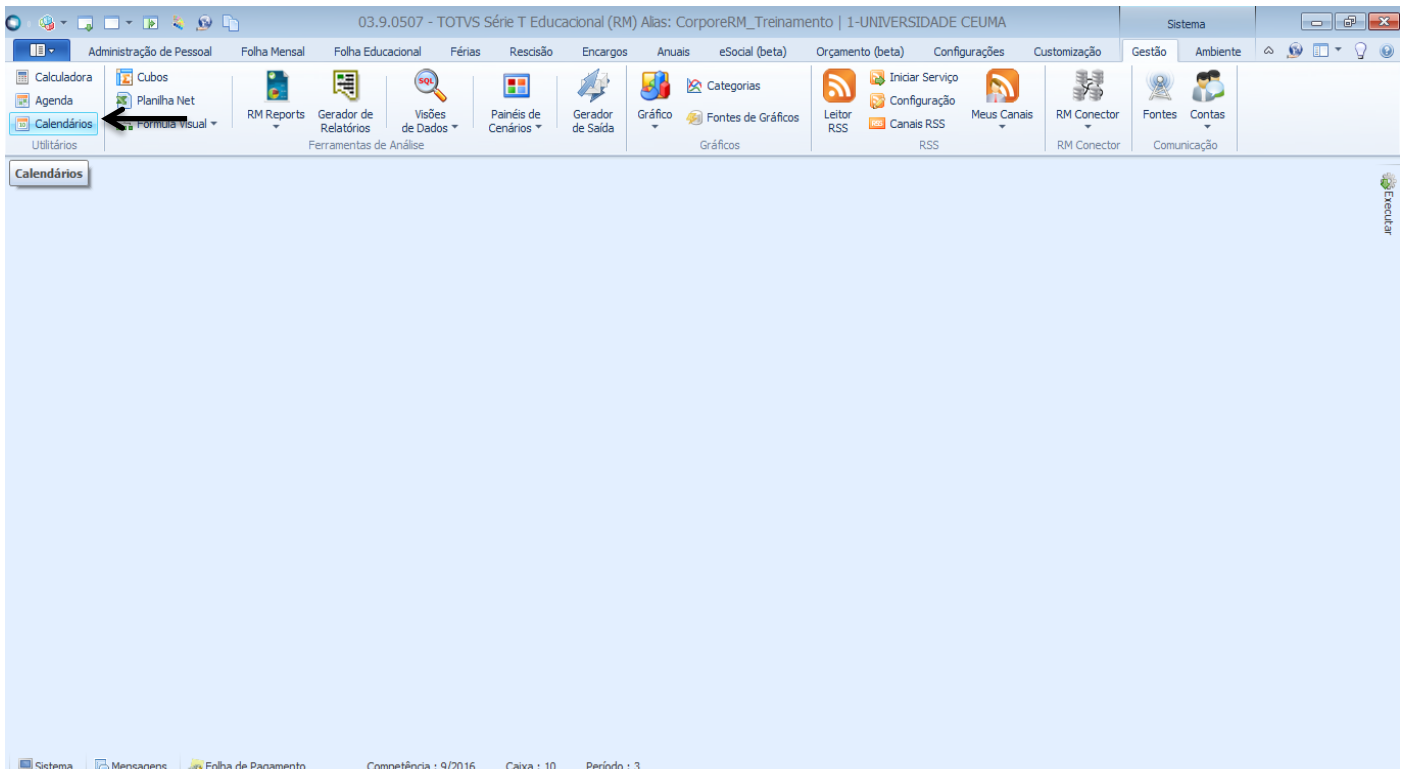 03.9.0507 - TOTVS Série T Educacional (RM) Alias: CorporeRM_Treinamento | 1-UNIVERSIDADE CEUMA
Sistema
Administração de Pessoal Folha Mensal Folha Educacional Férias Rescisão Encargos Anuais eSocial (beta) Orçamento (beta) Configurações Customização Gestão Ambiente
Calculadora
Agenda
Calendários
Utilitários
Cubos
Planilha Net
Fórmula Visual
RM Reports
Gerador de
Relatórios
Visões
de Dados
Painéis de
Cenários
Gerador
de Saída
Ferramentas de Análise
Gráfico
Categorias
Fontes de Gráficos
Gráficos
Leitor
RSS
Iniciar Serviço
Configuração
Canais RSS
Meus Canais
RSS
RM Conector
RM Conector
Fontes
Contas
Comunicação
Calendários
Executar
Sistema Mensagens Folha de Pagamento Competência : 9/2016 Caixa : 10 Período : 3